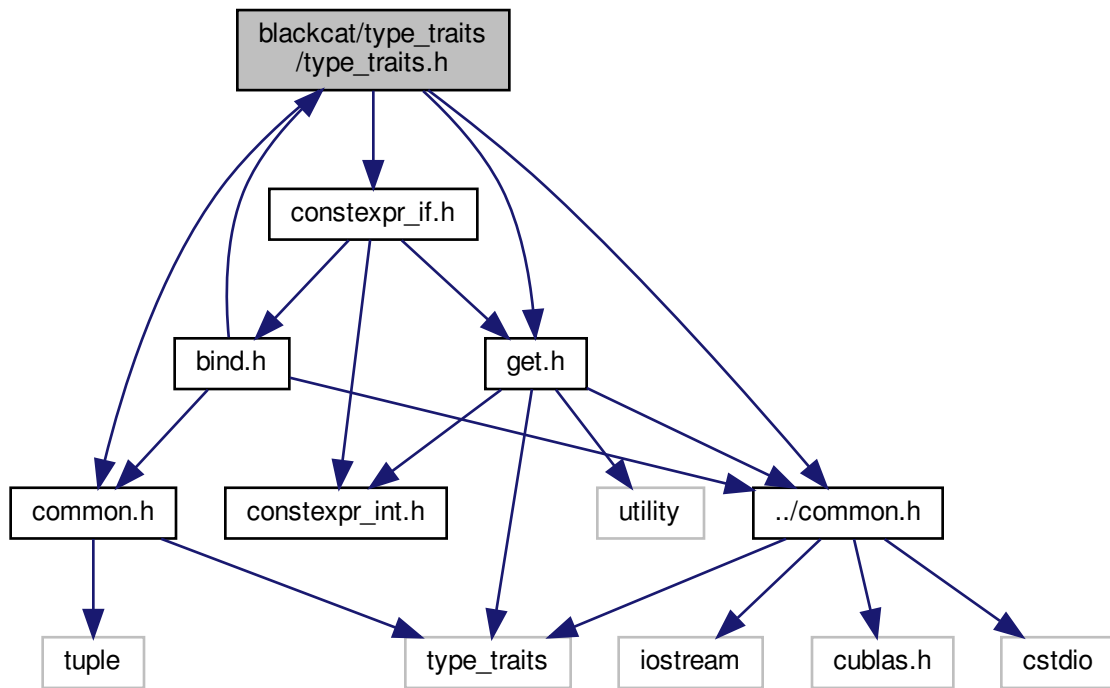 blackcat/type_traits
/type_traits.h
constexpr_if.h
bind.h
get.h
common.h
constexpr_int.h
utility
../common.h
tuple
type_traits
iostream
cublas.h
cstdio